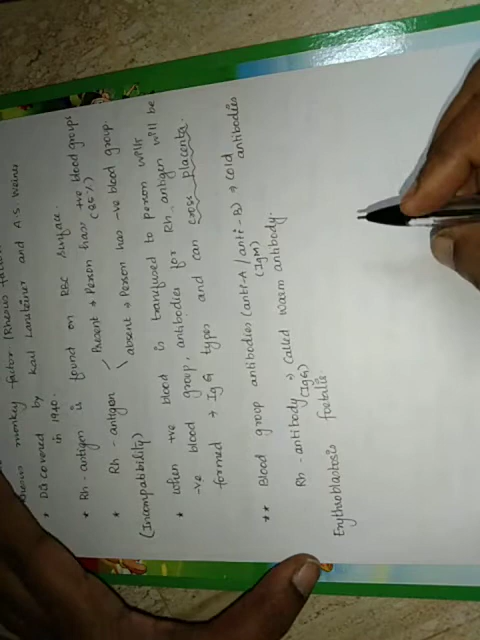 monkey factor (Rhesus factor
* Discovered by Karl Lansteiner and A.S. Weiner
in 1940.
* Rh-antigen is found on RBC surface.
* Rh-antigen / Present → Person has +ve blood groups (85%)
\ absent → Person has -ve blood group.
(Incompatibility)
* When +ve blood is transfused to person with
-ve blood group, antibodies for Rh antigen will be
formed → IgG types and can cross placenta.
** Blood group antibodies (anti-A / anti-B) → cold antibodies
(IgM)
Rh-antibody → Called warm antibody.
(IgG)
Erythroblastosis foetalis